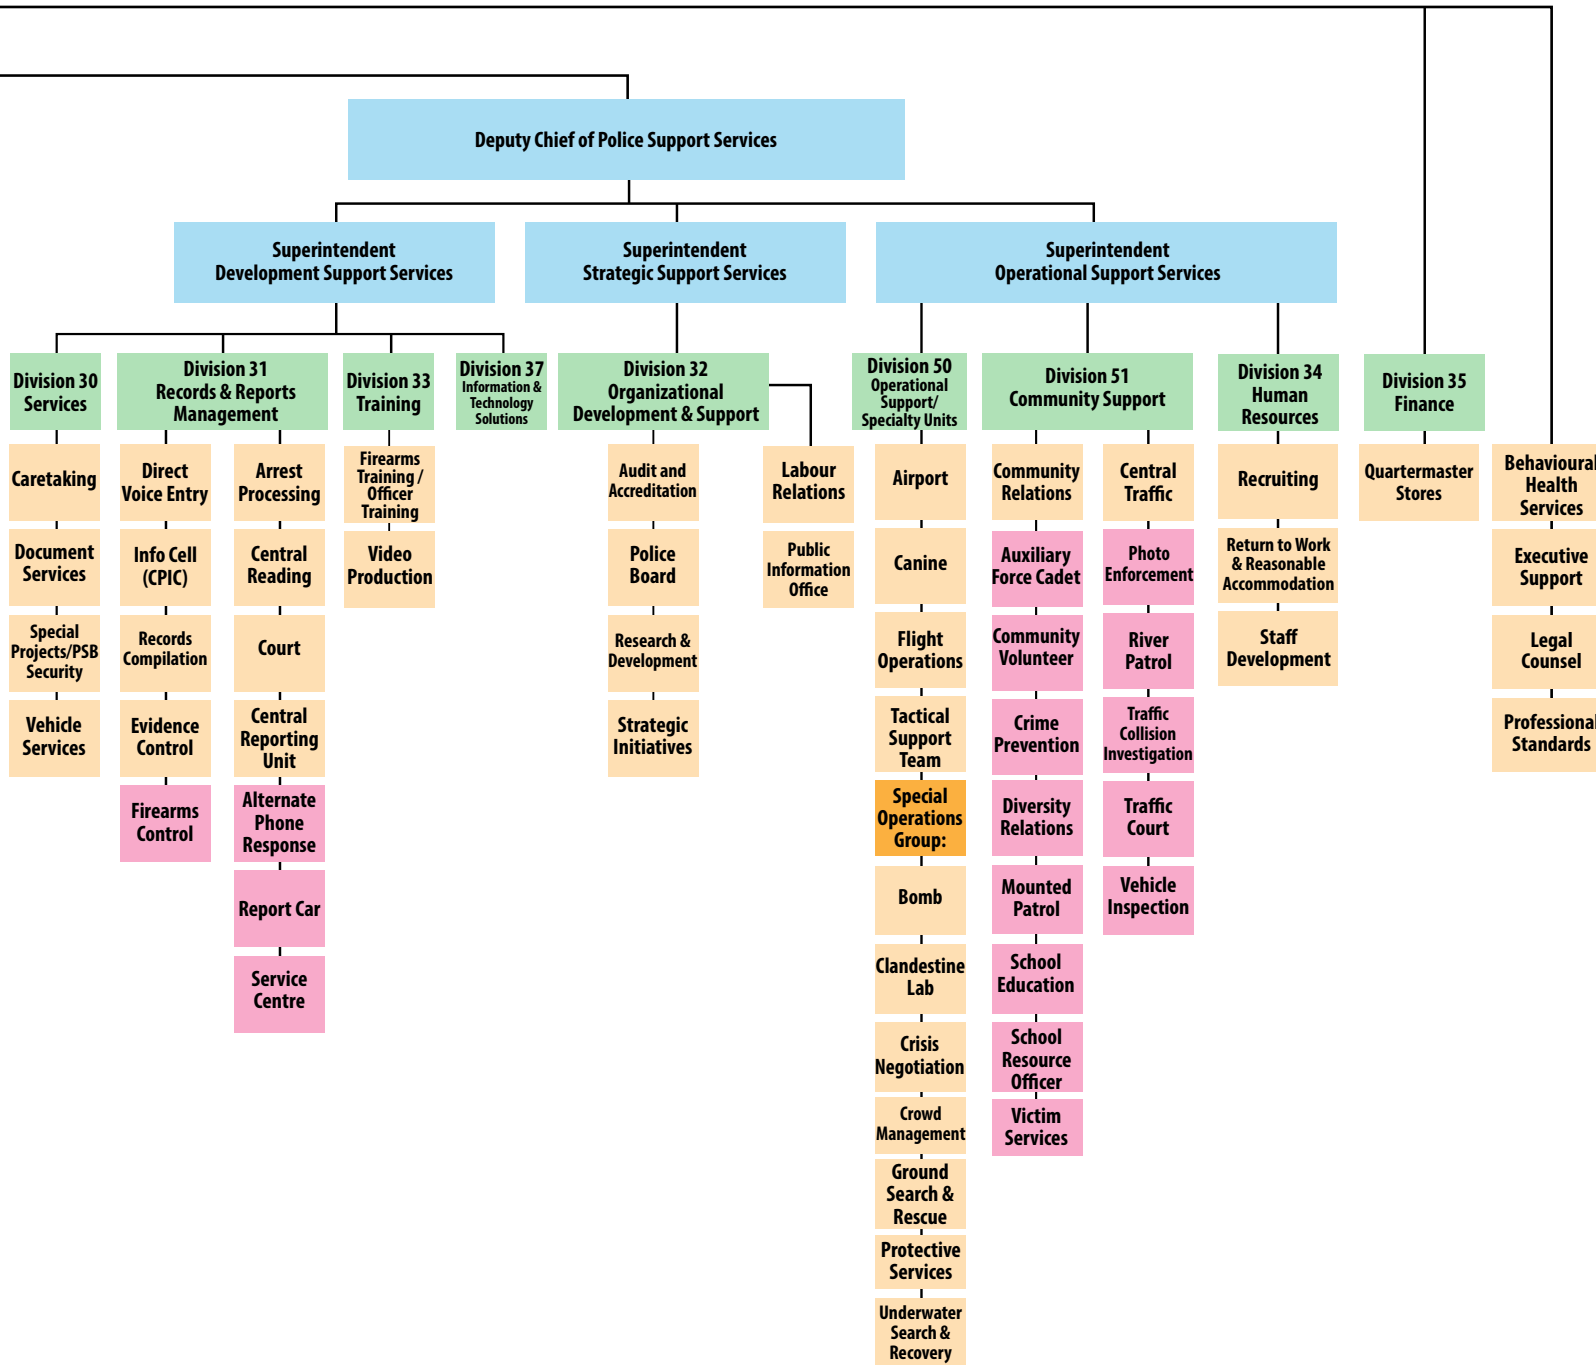 Deputy Chief of Police Support Services
Superintendent
Development Support Services
Superintendent
Strategic Support Services
Superintendent
Operational Support Services
Division 30
Services
Division 31
Records & Reports
Management
Division 33
Training
Division 37
Information &
Technology
Solutions
Division 32
Organizational
Development & Support
Division 50
Operational
Support/
Specialty Units
Division 51
Community Support
Division 34
Human
Resources
Division 35
Finance
Caretaking
Document
Services
Special
Projects/PSB
Security
Vehicle
Services
Direct
Voice Entry
Info Cell
(CPIC)
Records
Compilation
Evidence
Control
Firearms
Control
Arrest
Processing
Central
Reading
Court
Central
Reporting
Unit
Alternate
Phone
Response
Report Car
Service
Centre
Firearms
Training /
Officer
Training
Video
Production
Audit and
Accreditation
Police
Board
Research &
Development
Strategic
Initiatives
Labour
Relations
Public
Information
Office
Airport
Canine
Flight
Operations
Tactical
Support
Team
Special
Operations
Group:
Bomb
Clandestine
Lab
Crisis
Negotiation
Crowd
Management
Ground
Search &
Rescue
Protective
Services
Underwater
Search &
Recovery
Community
Relations
Auxiliary
Force Cadet
Community
Volunteer
Crime
Prevention
Diversity
Relations
Mounted
Patrol
School
Education
School
Resource
Officer
Victim
Services
Central
Traffic
Photo
Enforcement
River
Patrol
Traffic
Collision
Investigation
Traffic
Court
Vehicle
Inspection
Recruiting
Return to Work
& Reasonable
Accommodation
Staff
Development
Quartermaster
Stores
Behavioural
Health
Services
Executive
Support
Legal
Counsel
Professional
Standards